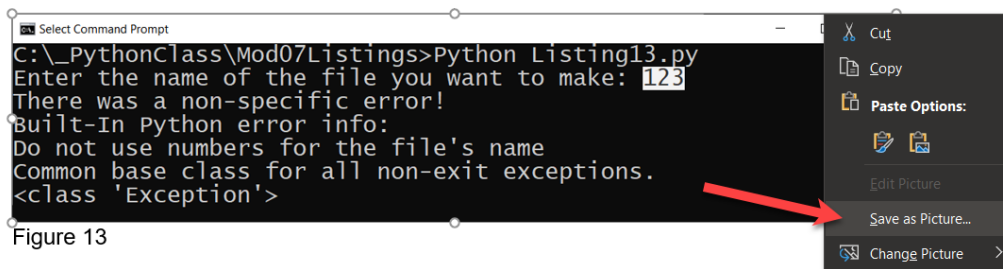 Select Command Prompt
C:\_PythonClass\Mod07Listings>Python Listing13.py
Enter the name of the file you want to make: 123
There was a non-specific error!
Built-In Python error info:
Do not use numbers for the file's name
Common base class for all non-exit exceptions.
<class 'Exception'>
Figure 13
Cut
Copy
Paste Options:
Edit Picture
Save as Picture...
Change Picture